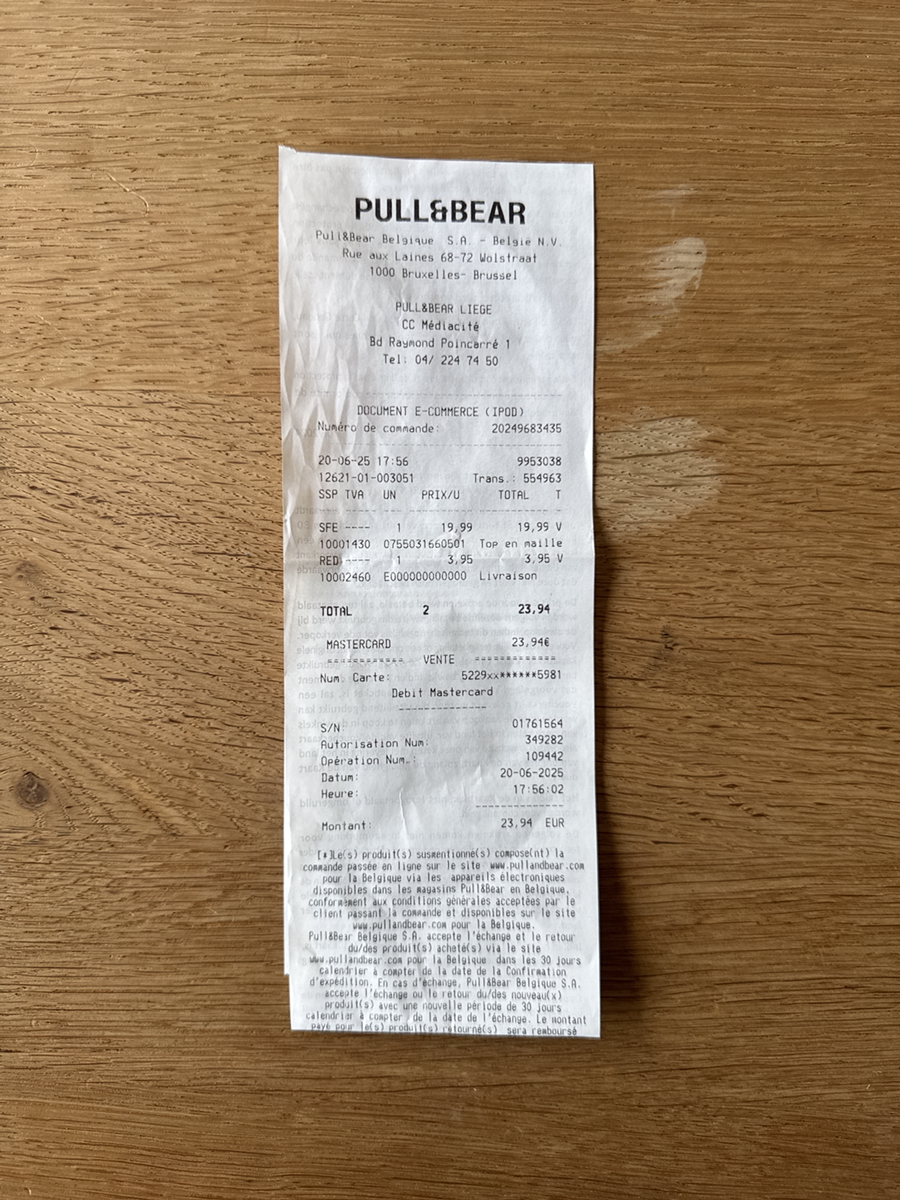 PULL&BEAR
Pull&Bear Belgique S.A. - Belgie N.V.
Rue aux Laines 68-72 Wolstraat
1000 Bruxelles- Brussel
PULL&BEAR LIEGE
CC Médiacité
Bd Raymond Poincarré 1
Tel: 04/ 224 74 50
DOCUMENT E-COMMERCE (IPOD)
Numéro de commande: 20249683435
20-06-25 17:56 9953038
12621-01-003051 Trans.: 554963
SSP TVA UN PRIX/U TOTAL T
--- ---- --- ----------- ---------- ---
SFE ---- 1 19,99 19,99 V
10001430 0755031660501 Top en maille
RED ---- 1 3,95 3,95 V
10002460 E000000000000 Livraison
TOTAL 2 23,94
MASTERCARD 23,94€
============ VENTE ============
Num. Carte: 5229xx******5981
Debit Mastercard
--------------
S/N 01761564
Autorisation Num: 349282
Opération Num.: 109442
Datum: 20-06-2025
Heure: 17:56:02
--------------
Montant: 23,94 EUR
[*]Le(s) produit(s) susmentionné(s) compose(nt) la
commande passée en ligne sur le site www.pullandbear.com
pour la Belgique via les appareils électroniques
disponibles dans les magasins Pull&Bear en Belgique,
conformément aux conditions générales acceptées par le
client passant la commande et disponibles sur le site
www.pullandbear.com pour la Belgique.
Pull&Bear Belgique S.A. accepte l'échange et le retour
du/des produit(s) acheté(s) via le site
www.pullandbear.com pour la Belgique dans les 30 jours
calendrier à compter de la date de la Confirmation
d'expédition. En cas d'échange, Pull&Bear Belgique S.A.
accepte l'échange ou le retour du/des nouveau(x)
produit(s) avec une nouvelle période de 30 jours
calendrier à compter de la date de l'échange. Le montant
payé pour le(s) produit(s) retourné(s) sera remboursé